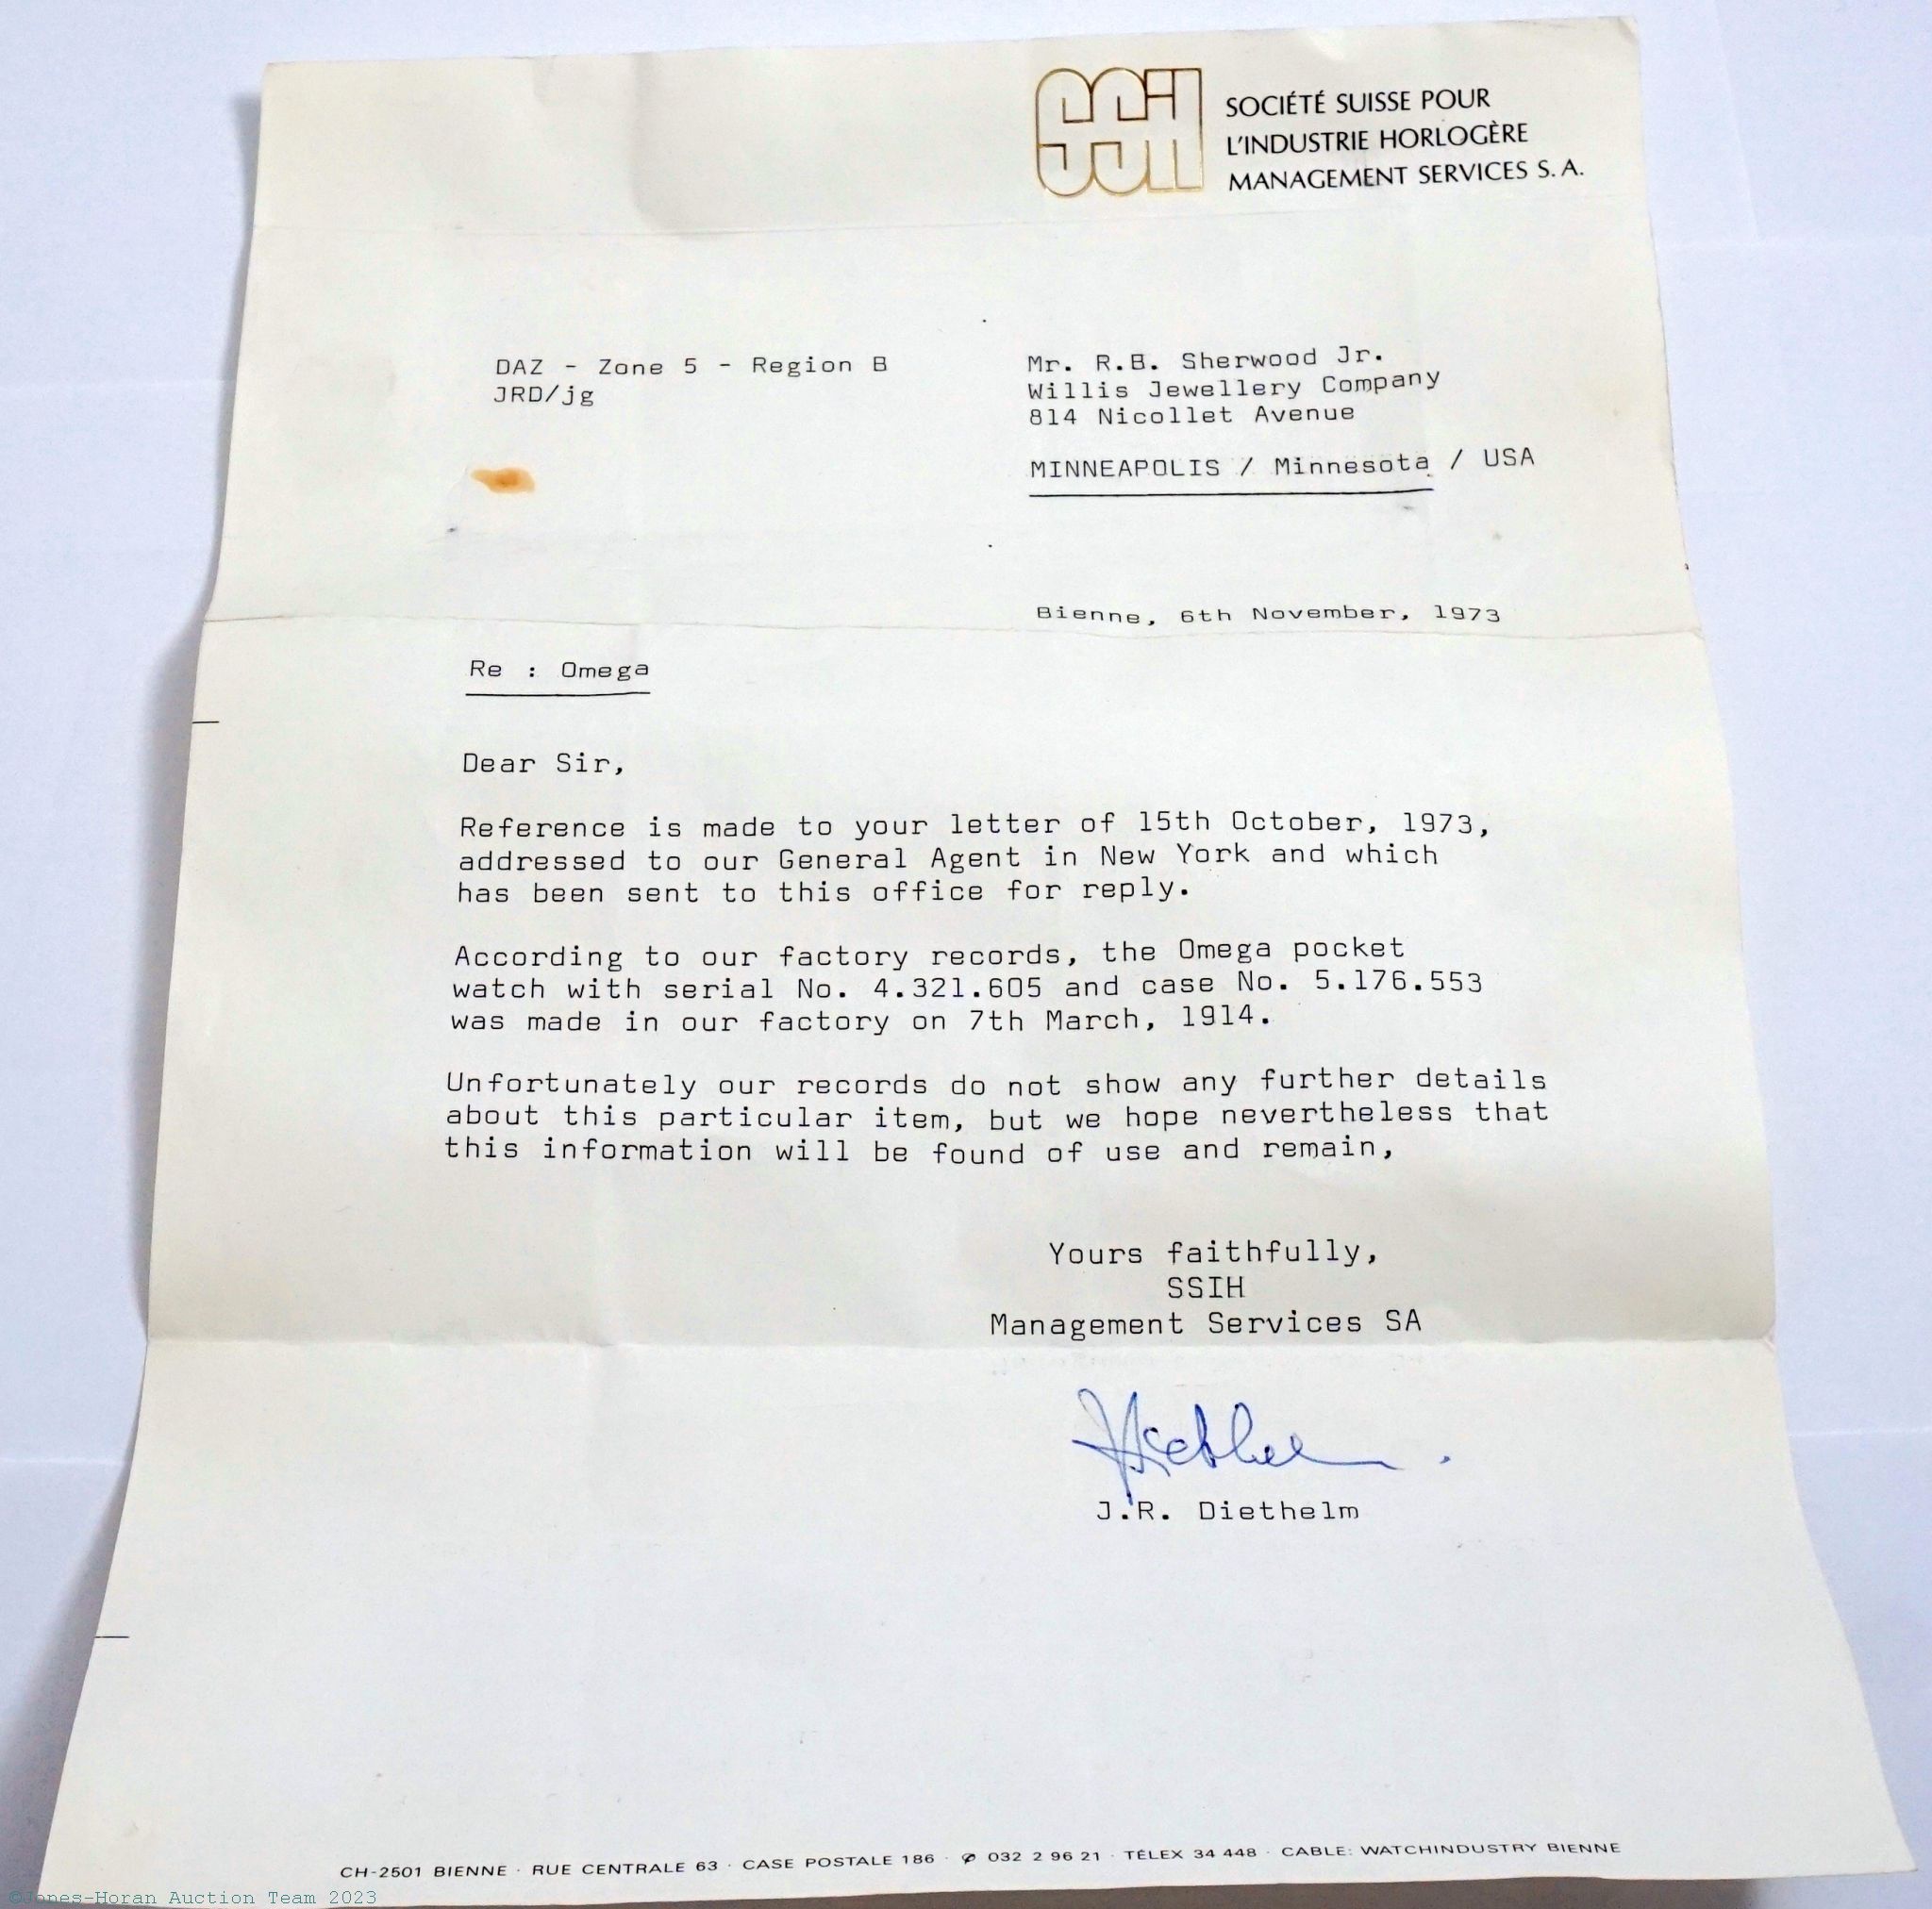 SSIH
SOCIÉTÉ SUISSE POUR
L'INDUSTRIE HORLOGÈRE
MANAGEMENT SERVICES S.A.
DAZ - Zone 5 - Region B
JRD/jg
Mr. R.B. Sherwood Jr.
Willis Jewellery Company
814 Nicollet Avenue
MINNEAPOLIS / Minnesota / USA
Bienne, 6th November, 1973
Re : Omega
Dear Sir,
Reference is made to your letter of 15th October, 1973,
addressed to our General Agent in New York and which
has been sent to this office for reply.
According to our factory records, the Omega pocket
watch with serial No. 4.321.605 and case No. 5.176.553
was made in our factory on 7th March, 1914.
Unfortunately our records do not show any further details
about this particular item, but we hope nevertheless that
this information will be found of use and remain,
Yours faithfully,
SSIH
Management Services SA
J.R. Diethelm
CH-2501 BIENNE · RUE CENTRALE 63 · CASE POSTALE 186 · ✆ 032 2 96 21 · TÉLEX 34 448 · CABLE: WATCHINDUSTRY BIENNE
©Jones-Horan Auction Team 2023